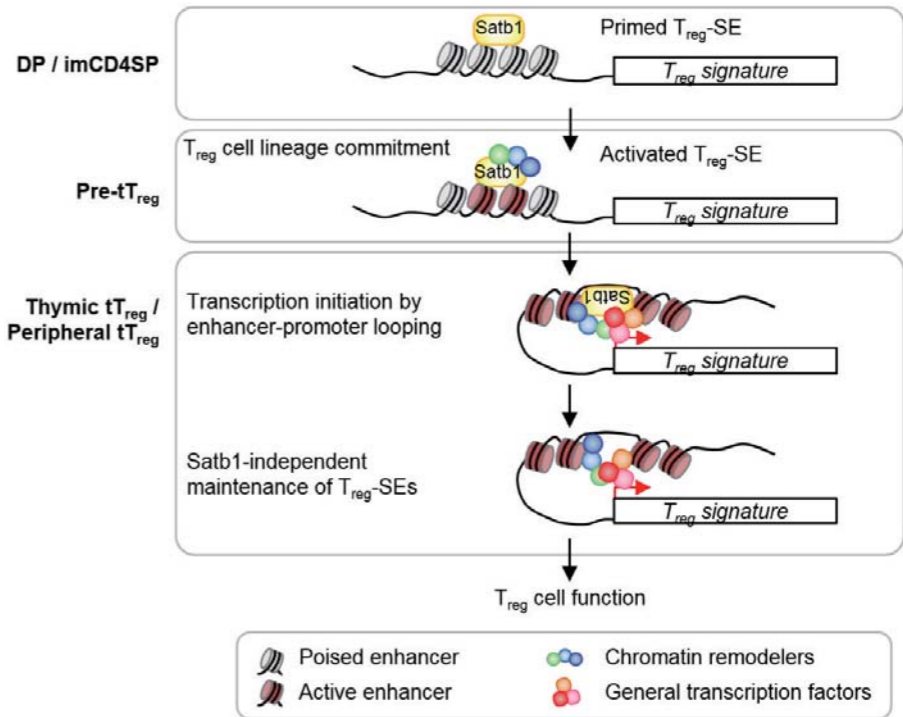 Satb1
Primed Treg-SE
DP / imCD4SP
Treg signature
Treg cell lineage commitment
Activated Treg-SE
Satb1
Pre-tTreg
Treg signature
Thymic tTreg /
Peripheral tTreg
Transcription initiation by
enhancer-promoter looping
Satb1
Treg signature
Satb1-independent
maintenance of Treg-SEs
Treg signature
Treg cell function
Poised enhancer
Chromatin remodelers
Active enhancer
General transcription factors